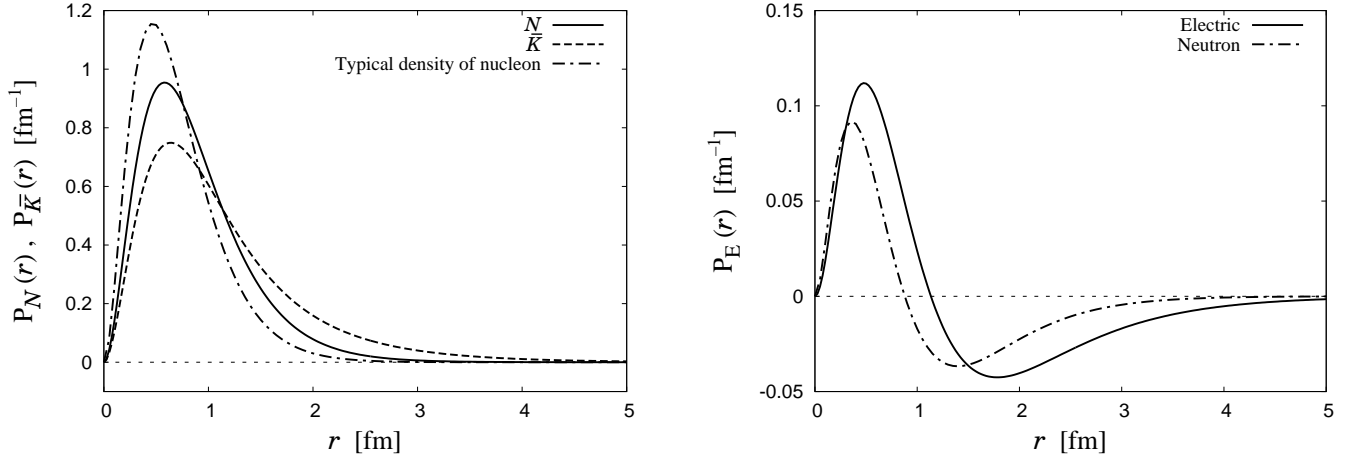 P_N(r), P_K̄(r) [fm⁻¹]
N
K̄
Typical density of nucleon
1.2
1
0.8
0.6
0.4
0.2
0
0 1 2 3 4 5
r [fm]
P_E(r) [fm⁻¹]
Electric
Neutron
0.15
0.1
0.05
0
-0.05
0 1 2 3 4 5
r [fm]